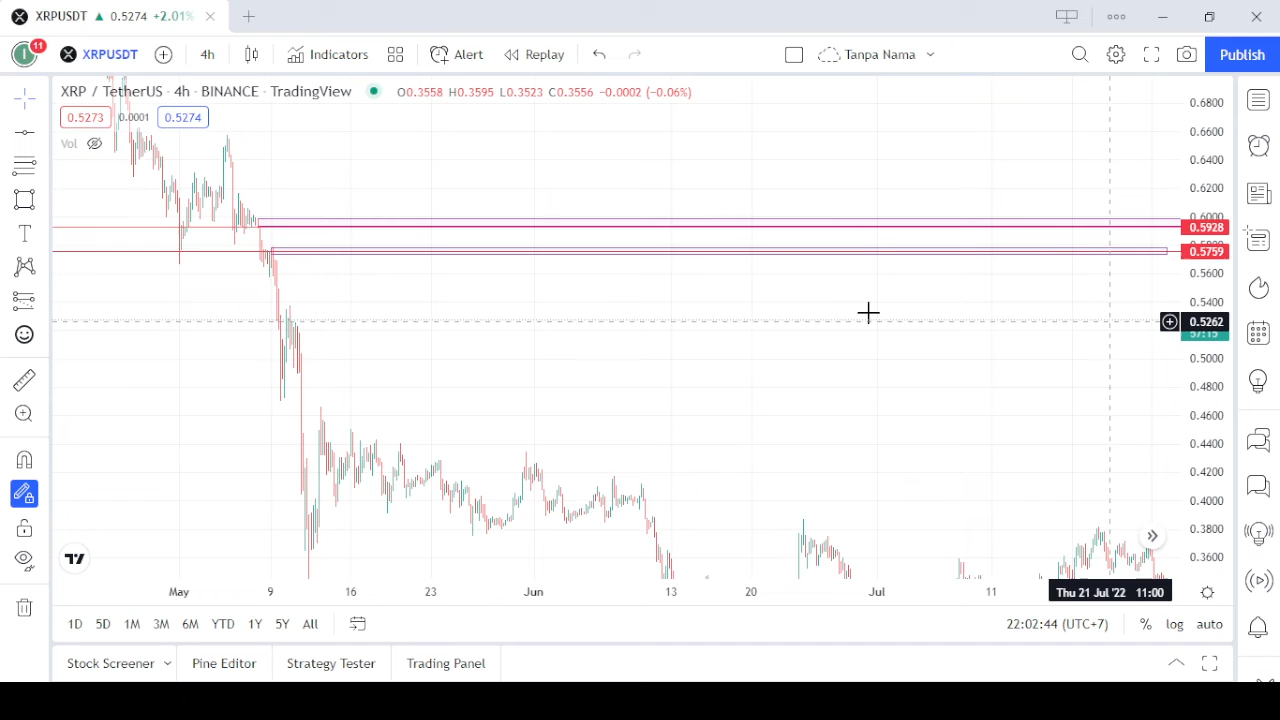 XRPUSDT ▲ 0.5274 +2.01%
11
I
XRPUSDT
4h
Indicators
Alert
Replay
Tanpa Nama
Publish
XRP / TetherUS · 4h · BINANCE · TradingView
O0.3558 H0.3595 L0.3523 C0.3556 −0.0002 (−0.06%)
0.5273
0.0001
0.5274
Vol
T
0.6800
0.6600
0.6400
0.6200
0.6000
0.5928
0.5759
0.5600
0.5400
0.5262
57:15
0.5000
0.4800
0.4600
0.4400
0.4200
0.4000
0.3800
0.3600
May
9
16
23
Jun
13
20
Jul
11
Thu 21 Jul '22 11:00
1D
5D
1M
3M
6M
YTD
1Y
5Y
All
22:02:44 (UTC+7)
%
log
auto
Stock Screener
Pine Editor
Strategy Tester
Trading Panel